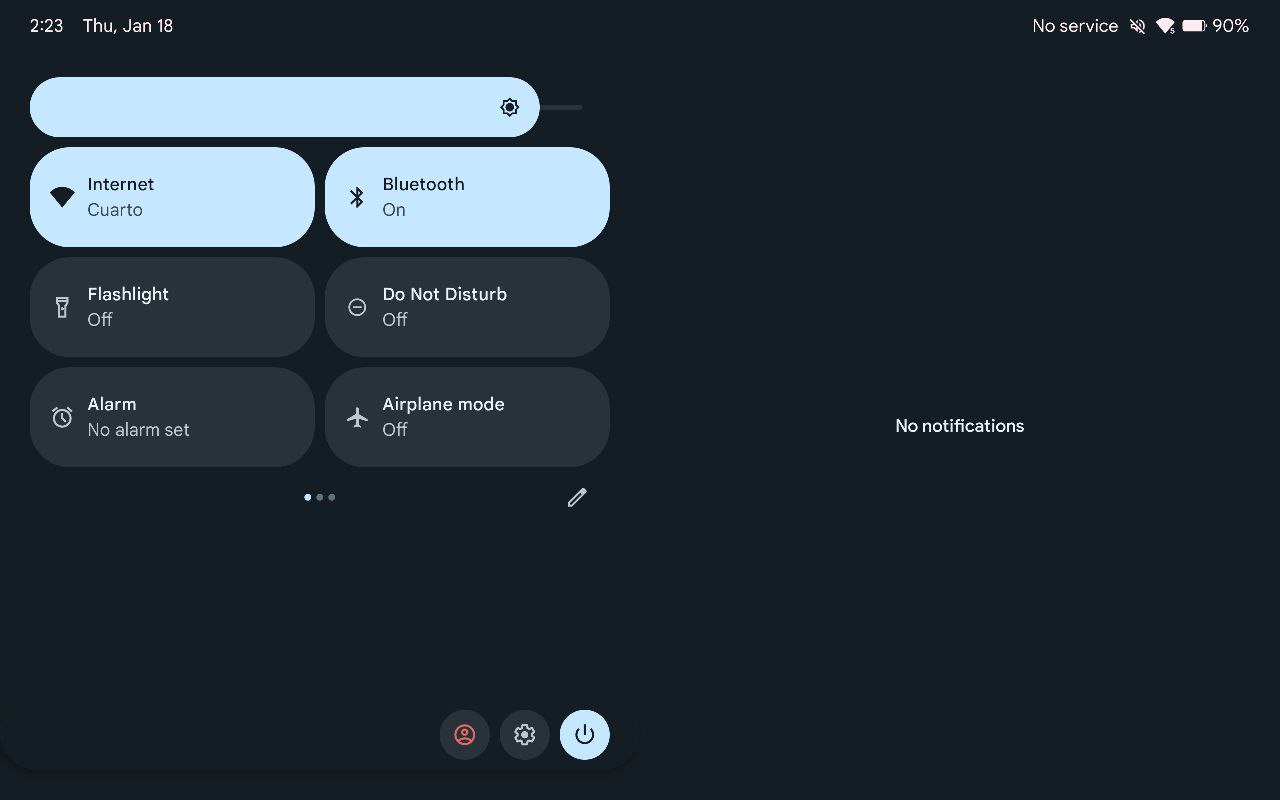 2:23 Thu, Jan 18
No service 5 90%
Internet
Cuarto
Bluetooth
On
Flashlight
Off
Do Not Disturb
Off
Alarm
No alarm set
Airplane mode
Off
No notifications